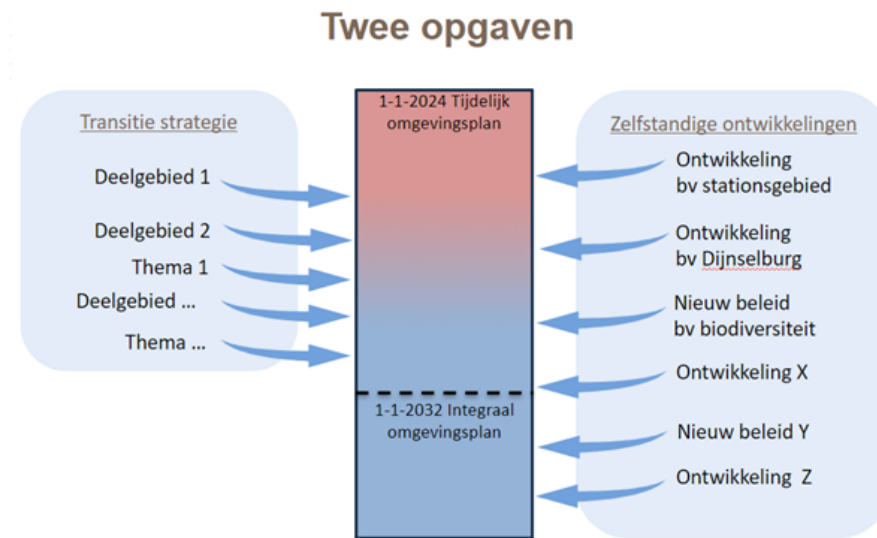 Twee opgaven
Transitie strategie
Deelgebied 1
Deelgebied 2
Thema 1
Deelgebied ...
Thema ...
1-1-2024 Tijdelijk
omgevingsplan
1-1-2032 Integraal
omgevingsplan
Zelfstandige ontwikkelingen
Ontwikkeling
bv stationsgebied
Ontwikkeling
bv Dijnselburg
Nieuw beleid
bv biodiversiteit
Ontwikkeling X
Nieuw beleid Y
Ontwikkeling Z